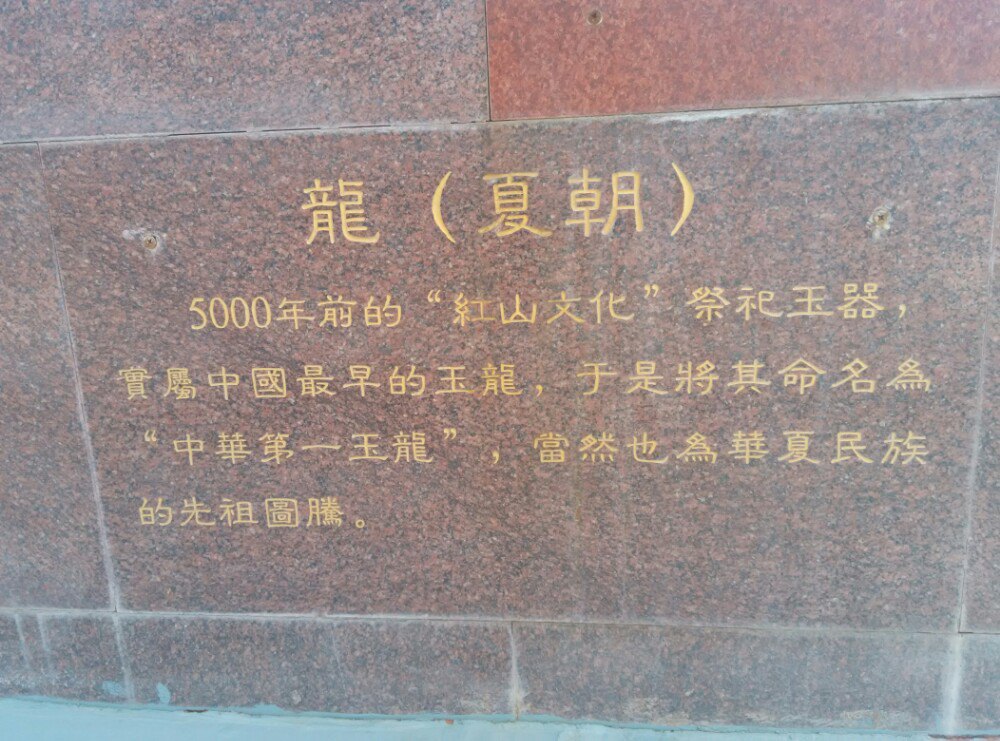 龍（夏朝）
5000年前的“紅山文化”祭祀玉器，
實屬中國最早的玉龍，于是將其命名為
“中華第一玉龍”，當然也為華夏民族
的先祖圖騰。